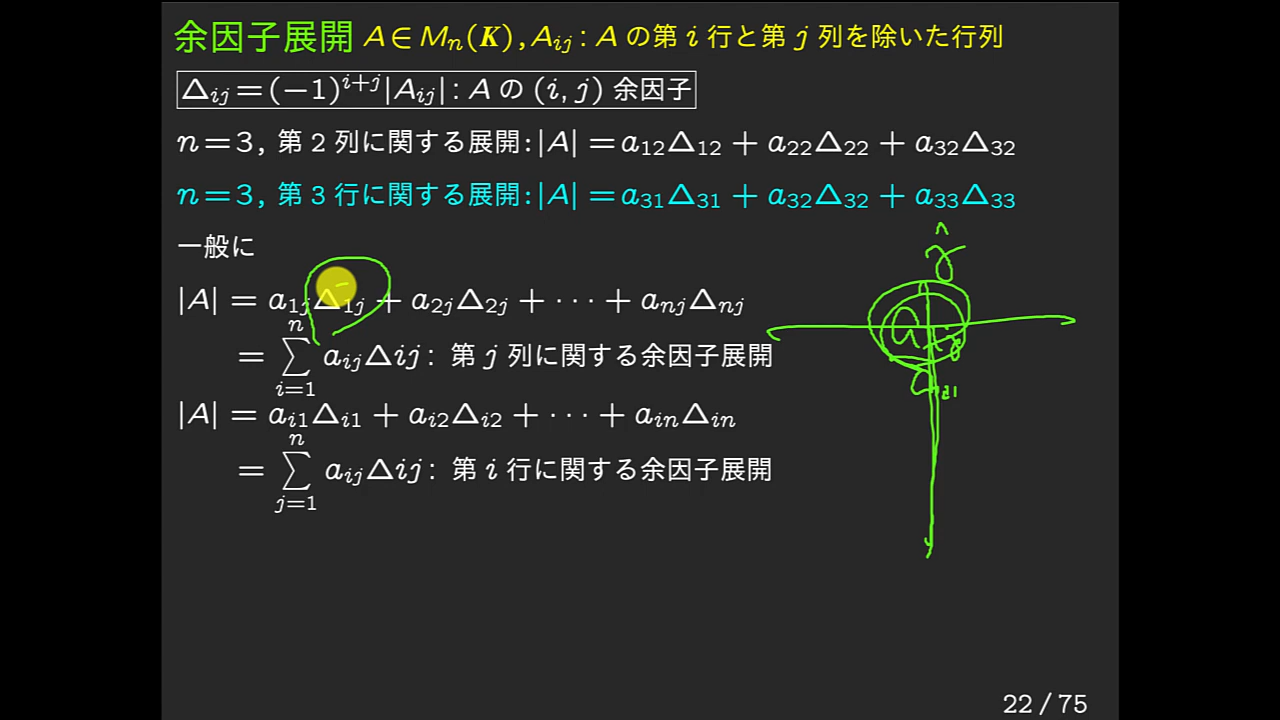 余因子展開 A ∈ Mₙ(K), Aᵢⱼ : A の第 i 行と第 j 列を除いた行列
Δᵢⱼ = (−1)ⁱ⁺ʲ|Aᵢⱼ| : A の (i, j) 余因子
n = 3, 第 2 列に関する展開: |A| = a₁₂Δ₁₂ + a₂₂Δ₂₂ + a₃₂Δ₃₂
n = 3, 第 3 行に関する展開: |A| = a₃₁Δ₃₁ + a₃₂Δ₃₂ + a₃₃Δ₃₃
一般に
|A| = a₁ⱼΔ₁ⱼ + a₂ⱼΔ₂ⱼ + ··· + aₙⱼΔₙⱼ
= ∑ⁿᵢ₌₁ aᵢⱼΔij : 第 j 列に関する余因子展開
|A| = aᵢ₁Δᵢ₁ + aᵢ₂Δᵢ₂ + ··· + aᵢₙΔᵢₙ
= ∑ⁿⱼ₌₁ aᵢⱼΔij : 第 i 行に関する余因子展開
22 / 75